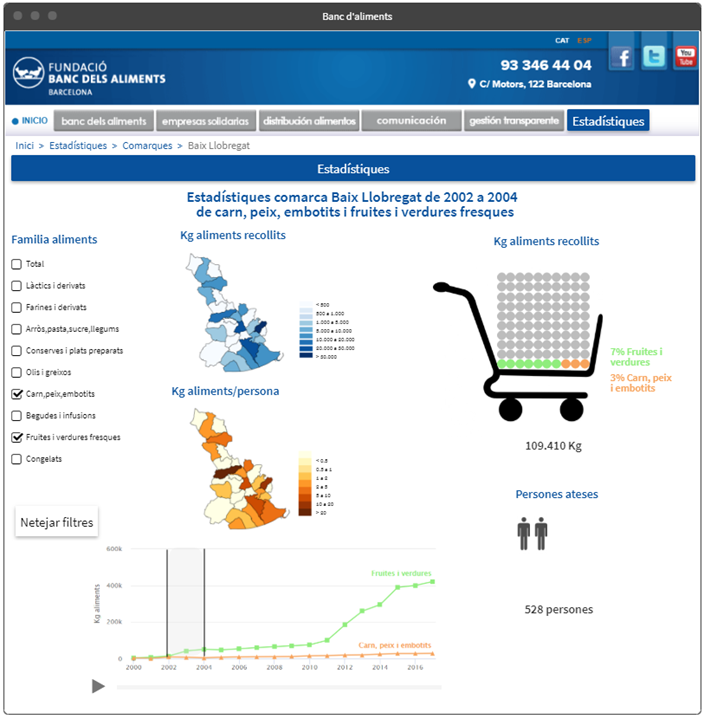 Banc d'aliments
CAT ESP
FUNDACIÓ
BANC DELS ALIMENTS
BARCELONA
93 346 44 04
C/ Motors, 122 Barcelona
You
Tube
INICIO
banc dels aliments
empresas solidarias
distribución alimentos
comunicación
gestión transparente
Estadístiques
Inici > Estadístiques > Comarques > Baix Llobregat
Estadístiques
Estadístiques comarca Baix Llobregat de 2002 a 2004
de carn, peix, embotits i fruites i verdures fresques
Familia aliments
Total
Làctics i derivats
Farines i derivats
Arròs,pasta,sucre,llegums
Conserves i plats preparats
Olis i greixos
Carn,peix,embotits
Begudes i infusions
Fruites i verdures fresques
Congelats
Netejar filtres
Kg aliments recollits
< 500
500 a 1.000
1.000 a 5.000
5.000 a 10.000
10.000 a 20.000
20.000 a 30.000
> 30.000
Kg aliments/persona
< 0,5
0,5 a 1
1 a 2
2 a 5
5 a 10
10 a 20
> 20
Kg aliments recollits
7% Fruites i
verdures
3% Carn, peix
i embotits
109.410 Kg
Persones ateses
528 persones
Kg aliments
600k
400k
200k
0
Fruites i verdures
Carn, peix i embotits
2000 2002 2004 2006 2008 2010 2012 2014 2016